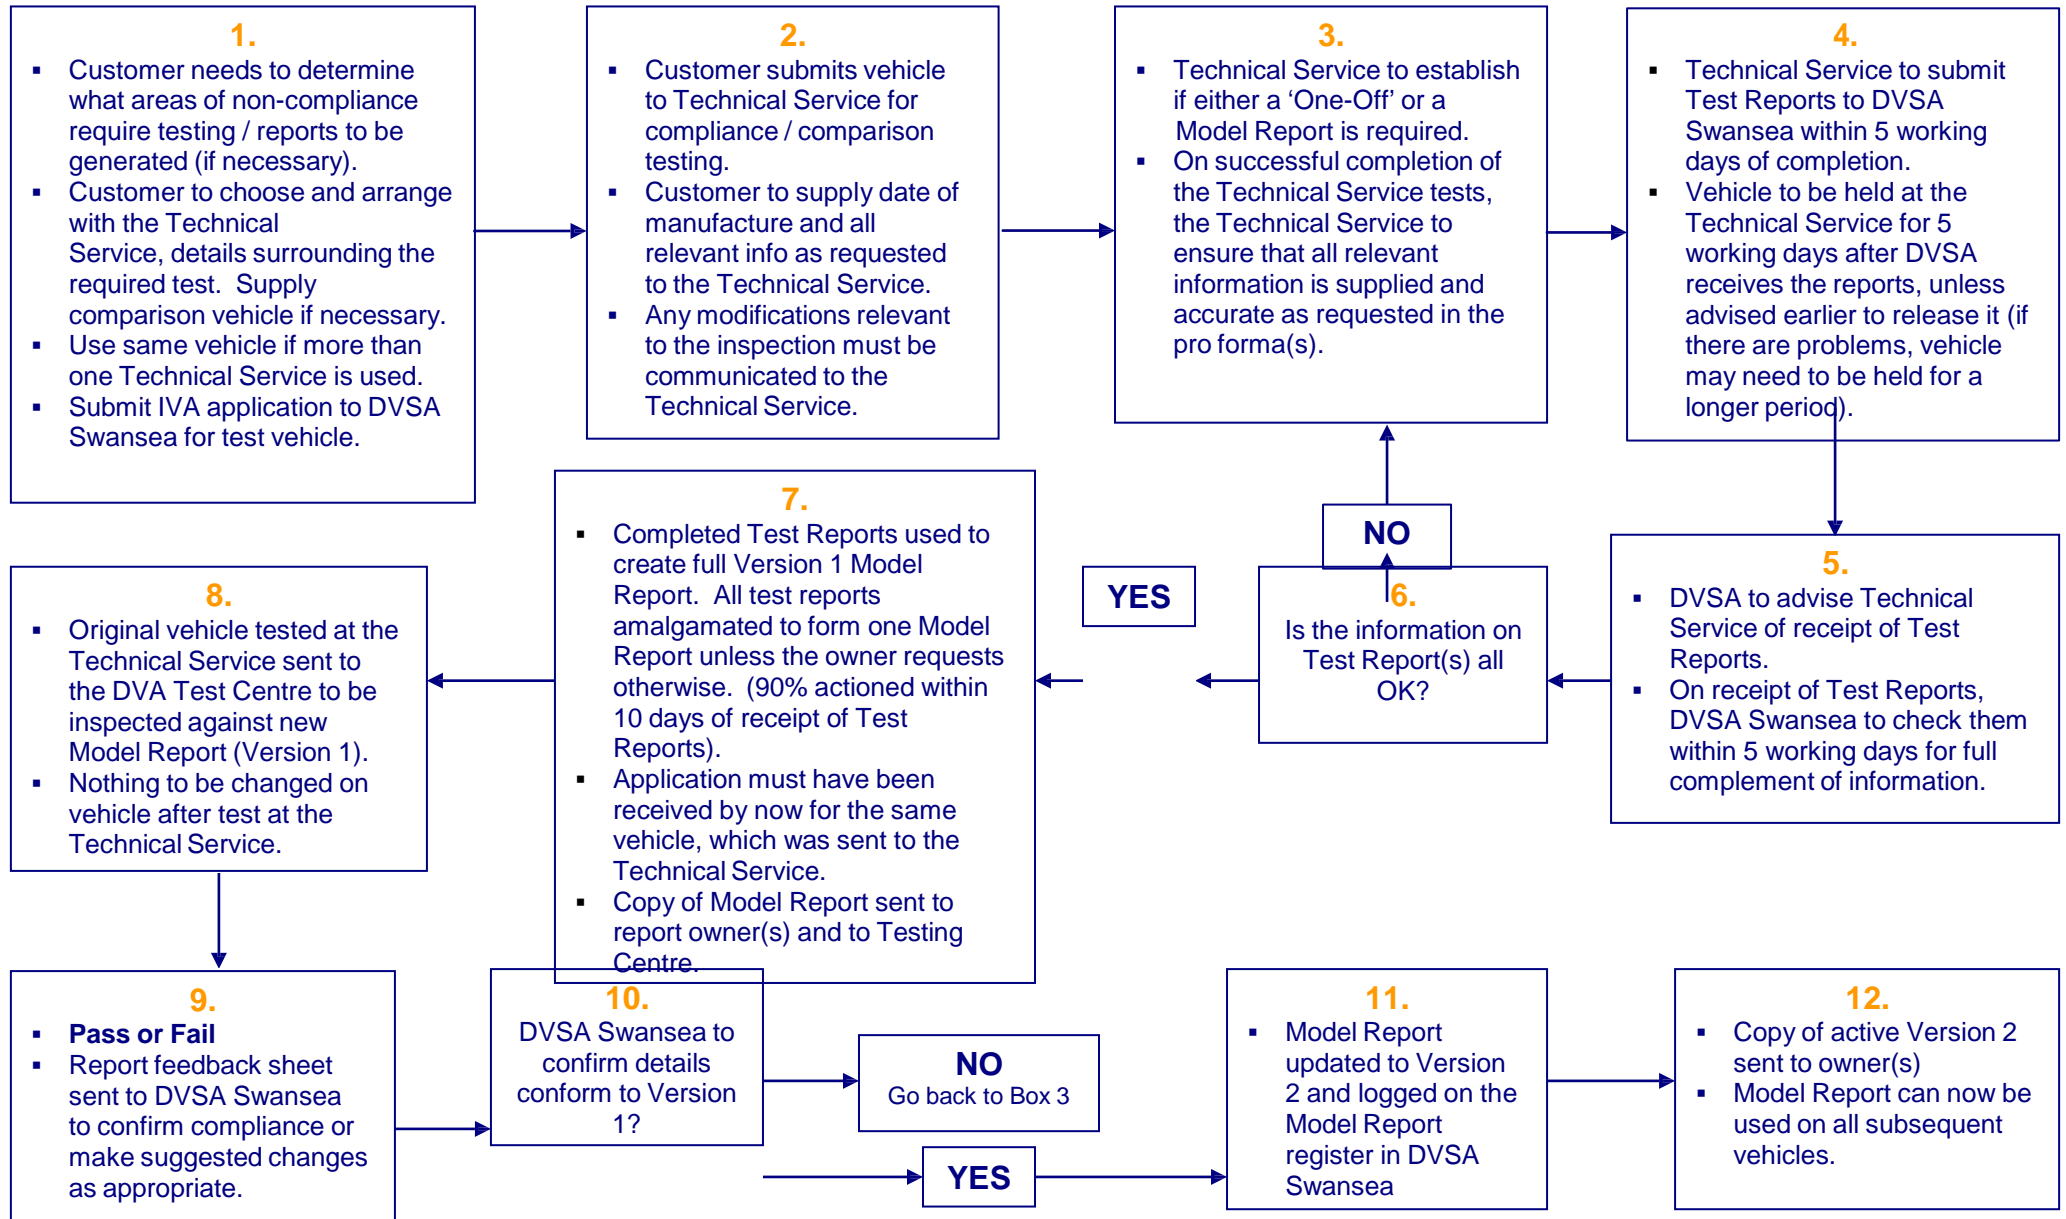 1.
▪ Customer needs to determine
what areas of non-compliance
require testing / reports to be
generated (if necessary).
▪ Customer to choose and arrange
with the Technical
Service, details surrounding the
required test. Supply
comparison vehicle if necessary.
▪ Use same vehicle if more than
one Technical Service is used.
▪ Submit IVA application to DVSA
Swansea for test vehicle.
2.
▪ Customer submits vehicle
to Technical Service for
compliance / comparison
testing.
▪ Customer to supply date of
manufacture and all
relevant info as requested
to the Technical Service.
▪ Any modifications relevant
to the inspection must be
communicated to the
Technical Service.
3.
▪ Technical Service to establish
if either a ‘One-Off’ or a
Model Report is required.
▪ On successful completion of
the Technical Service tests,
the Technical Service to
ensure that all relevant
information is supplied and
accurate as requested in the
pro forma(s).
4.
▪ Technical Service to submit
Test Reports to DVSA
Swansea within 5 working
days of completion.
▪ Vehicle to be held at the
Technical Service for 5
working days after DVSA
receives the reports, unless
advised earlier to release it (if
there are problems, vehicle
may need to be held for a
longer period).
5.
▪ DVSA to advise Technical
Service of receipt of Test
Reports.
▪ On receipt of Test Reports,
DVSA Swansea to check them
within 5 working days for full
complement of information.
NO
6.
Is the information on
Test Report(s) all
OK?
YES
7.
▪ Completed Test Reports used to
create full Version 1 Model
Report. All test reports
amalgamated to form one Model
Report unless the owner requests
otherwise. (90% actioned within
10 days of receipt of Test
Reports).
▪ Application must have been
received by now for the same
vehicle, which was sent to the
Technical Service.
▪ Copy of Model Report sent to
report owner(s) and to Testing
Centre.
8.
▪ Original vehicle tested at the
Technical Service sent to
the DVA Test Centre to be
inspected against new
Model Report (Version 1).
▪ Nothing to be changed on
vehicle after test at the
Technical Service.
9.
▪ Pass or Fail
▪ Report feedback sheet
sent to DVSA Swansea
to confirm compliance or
make suggested changes
as appropriate.
10.
DVSA Swansea to
confirm details
conform to Version
1?
NO
Go back to Box 3
YES
11.
▪ Model Report
updated to Version
2 and logged on the
Model Report
register in DVSA
Swansea
12.
▪ Copy of active Version 2
sent to owner(s)
▪ Model Report can now be
used on all subsequent
vehicles.